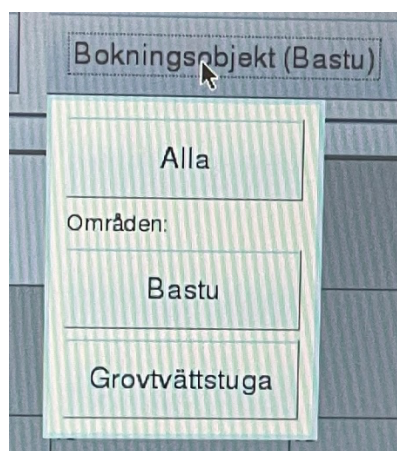 Bokningsobjekt (Bastu)
Alla
Områden:
Bastu
Grovtvättstuga